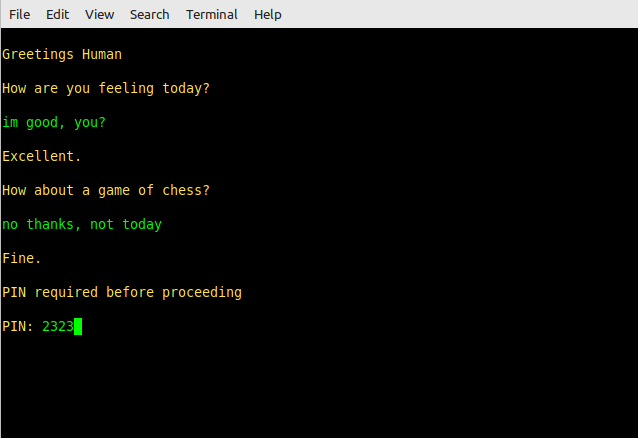 File Edit View Search Terminal Help
Greetings Human
How are you feeling today?
im good, you?
Excellent.
How about a game of chess?
no thanks, not today
Fine.
PIN required before proceeding
PIN: 2323